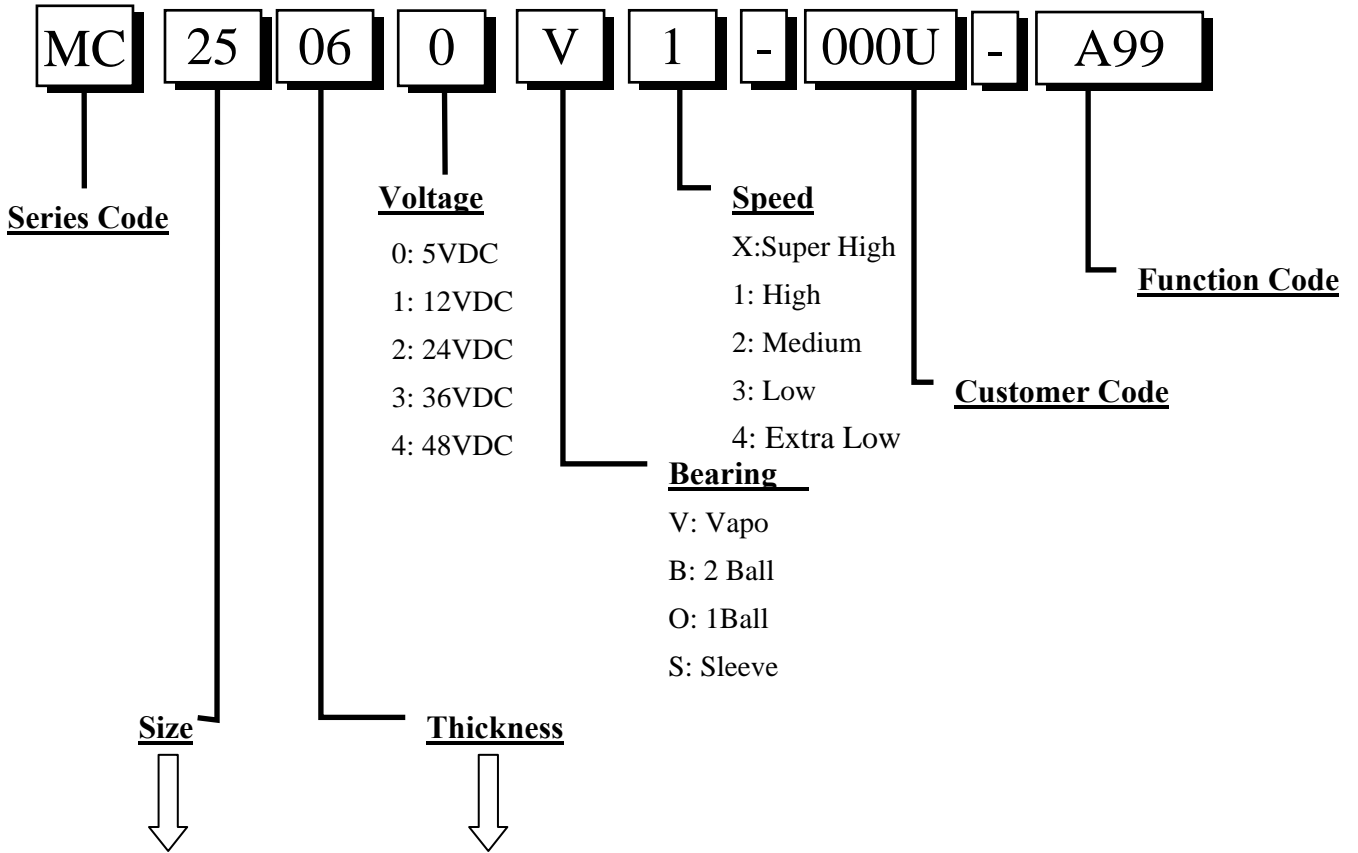 MC 25 06 0 V 1 - 000U - A99
Series Code
Voltage
0: 5VDC
1: 12VDC
2: 24VDC
3: 36VDC
4: 48VDC
Speed
X:Super High
1: High
2: Medium
3: Low
4: Extra Low
Function Code
Customer Code
Bearing
V: Vapo
B: 2 Ball
O: 1Ball
S: Sleeve
Size
Thickness